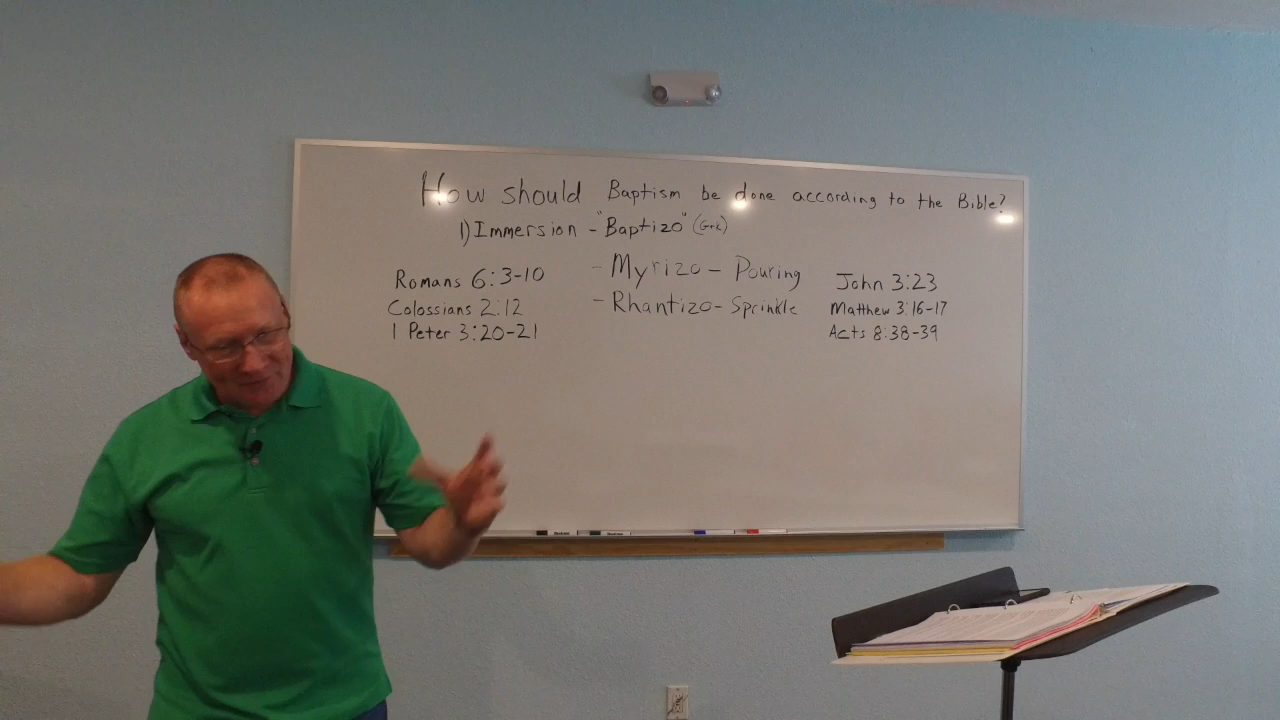 How should Baptism be done according to the Bible?
1) Immersion - "Baptizo" (Grk)
Romans 6:3-10
Colossians 2:12
1 Peter 3:20-21
- Myrizo - Pouring
- Rhantizo - Sprinkle
John 3:23
Matthew 3:16-17
Acts 8:38-39